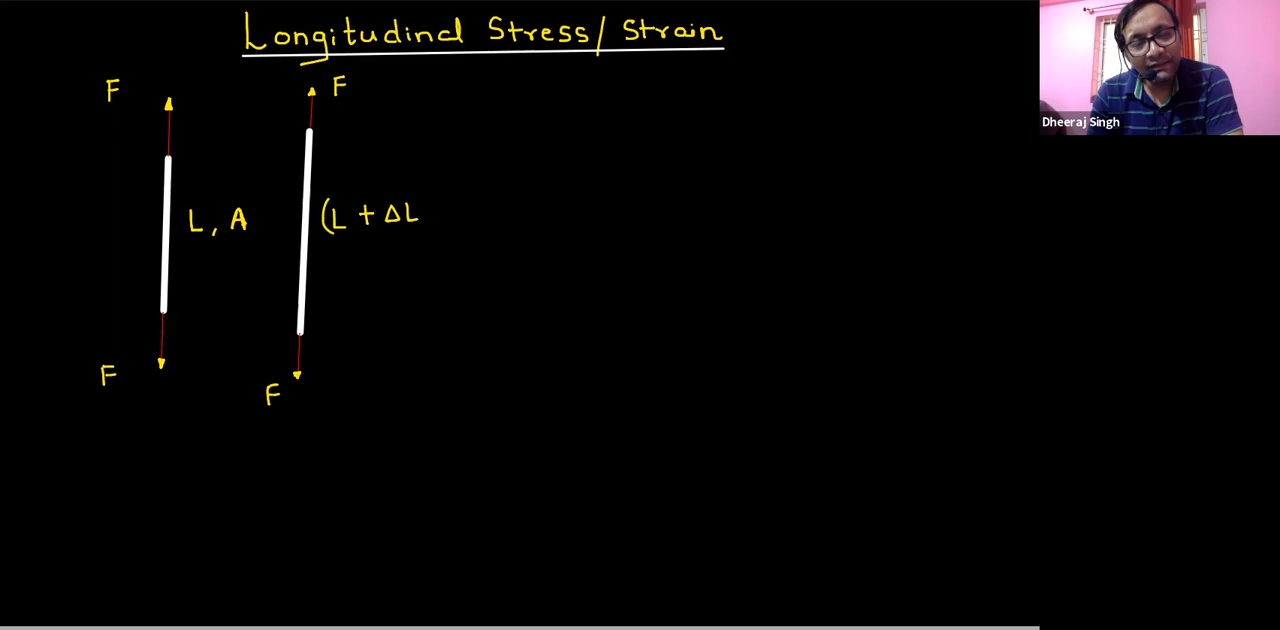 Longitudinal Stress/ Strain
F
F
L, A
(L + ΔL
F
F
Dheeraj Singh